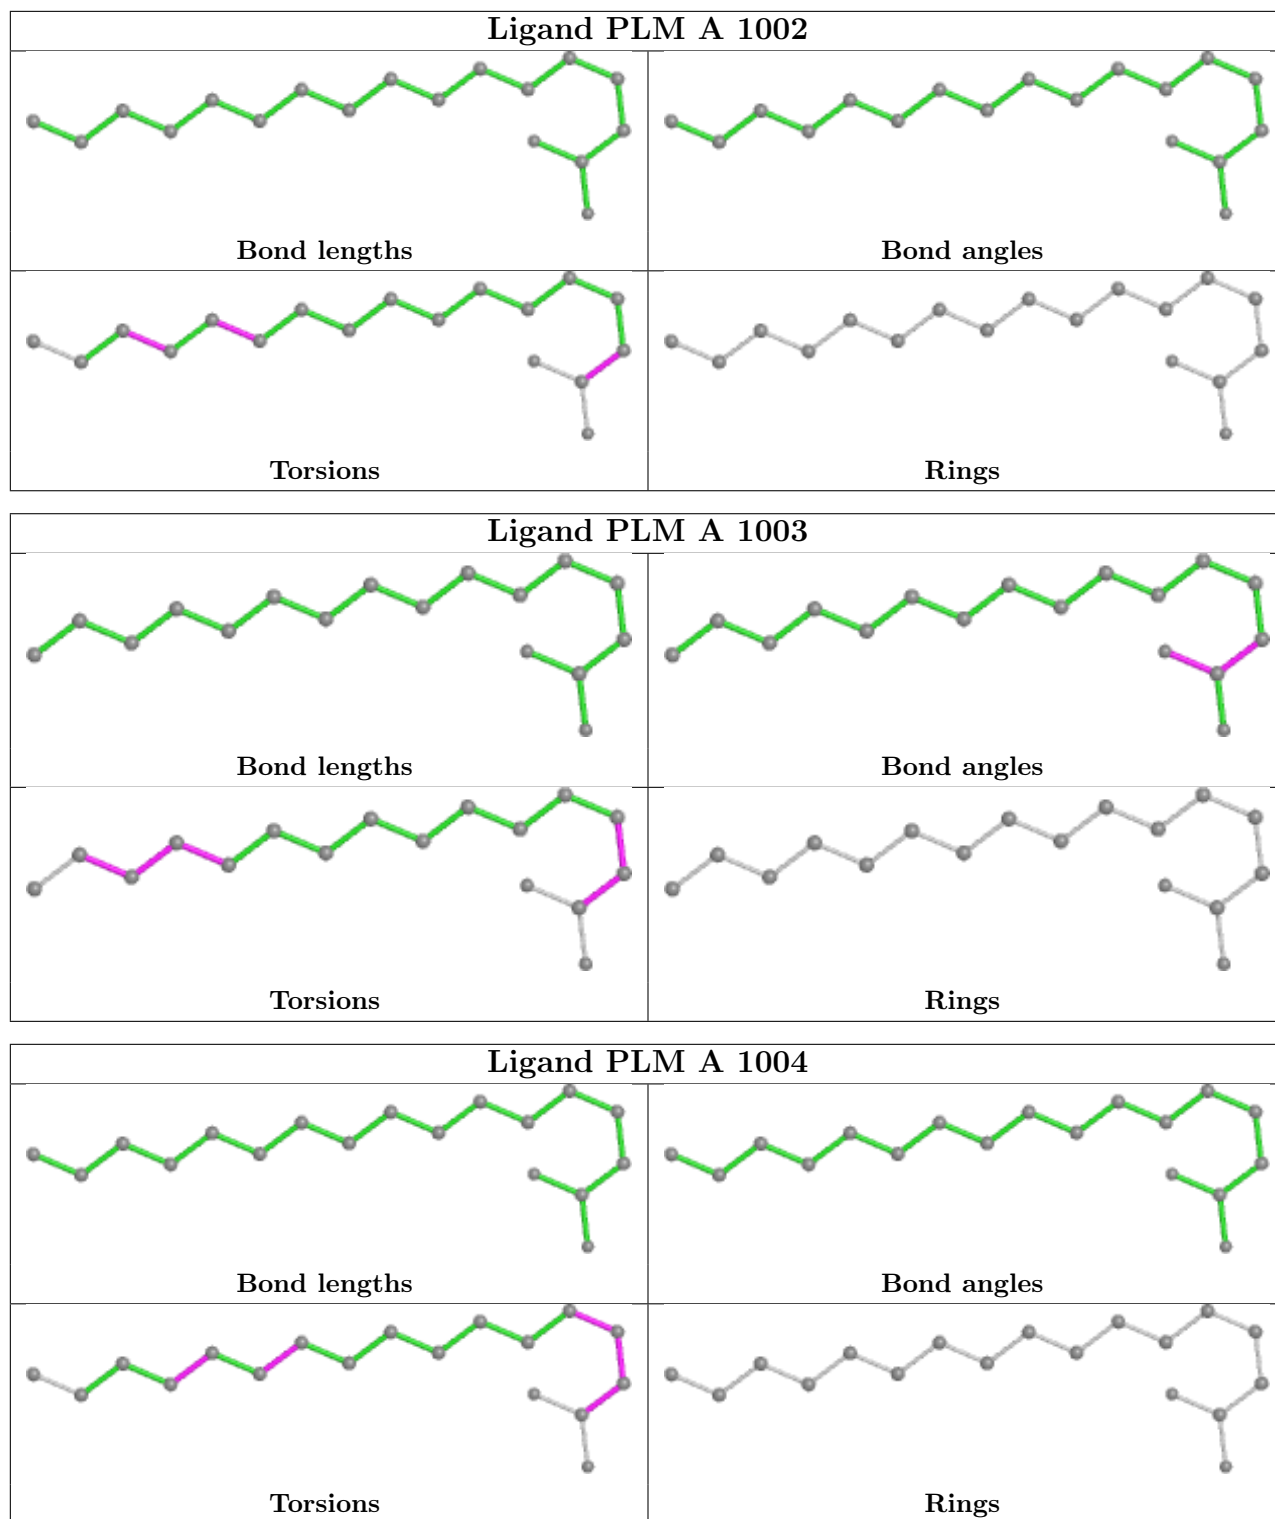 Ligand PLM A 1002
Bond lengths
Bond angles
Torsions
Rings
Ligand PLM A 1003
Bond lengths
Bond angles
Torsions
Rings
Ligand PLM A 1004
Bond lengths
Bond angles
Torsions
Rings